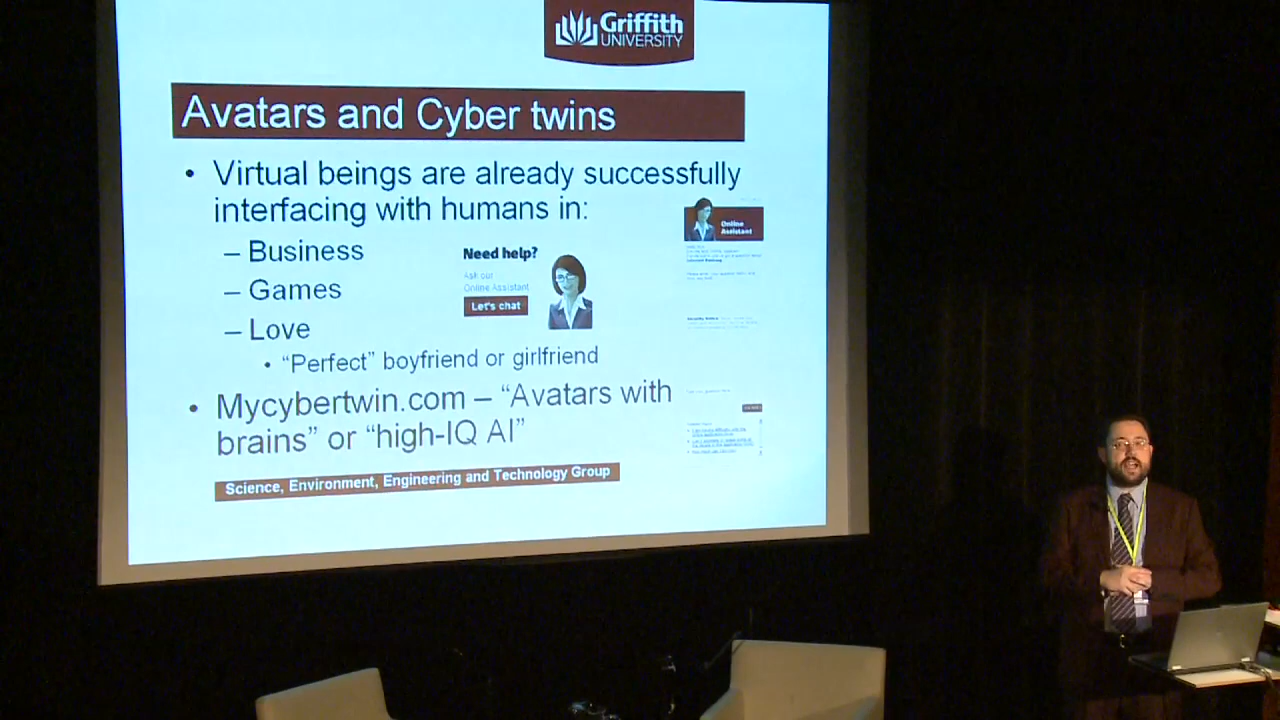 Griffith
UNIVERSITY
Avatars and Cyber twins
• Virtual beings are already successfully
interfacing with humans in:
– Business
– Games
– Love
• “Perfect” boyfriend or girlfriend
• Mycybertwin.com – “Avatars with
brains” or “high-IQ AI”
Need help?
Ask our
Online Assistant
Let's chat
Online
Assistant
Science, Environment, Engineering and Technology Group